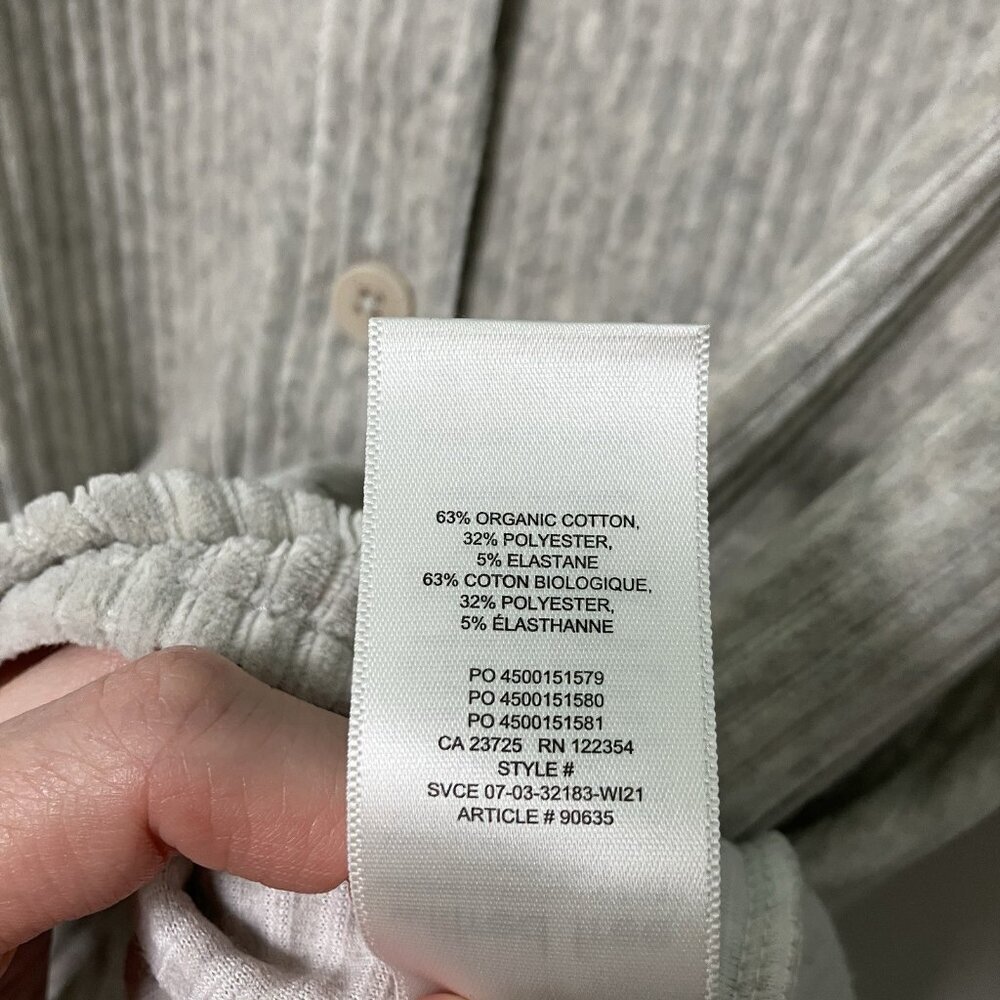 63% ORGANIC COTTON,
32% POLYESTER,
5% ELASTANE
63% COTON BIOLOGIQUE,
32% POLYESTER,
5% ÉLASTHANNE
PO 4500151579
PO 4500151580
PO 4500151581
CA 23725 RN 122354
STYLE #
SVCE 07-03-32183-WI21
ARTICLE # 90635